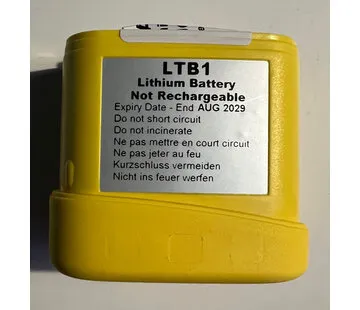 LTB1
Lithium Battery
Not Rechargeable
Expiry Date - End AUG 2029
Do not short circuit
Do not incinerate
Ne pas mettre en court circuit
Ne pas jeter au feu
Kurzschluss vermeiden
Nicht ins feuer werfen